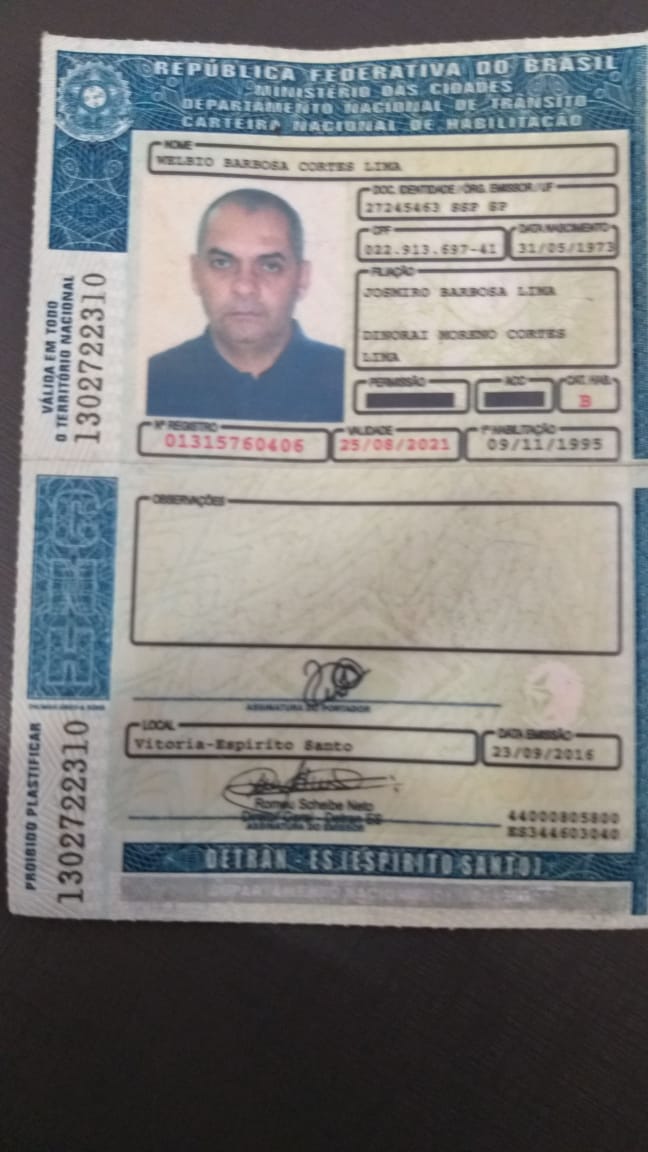 REPÚBLICA FEDERATIVA DO BRASIL
MINISTÉRIO DAS CIDADES
DEPARTAMENTO NACIONAL DE TRÂNSITO
CARTEIRA NACIONAL DE HABILITAÇÃO
NOME
WELBIO BARBOSA CORTES LIMA
DOC. IDENTIDADE / ÓRG. EMISSOR / UF
27245463 SSP SP
CPF
DATA NASCIMENTO
022.913.697-41
31/05/1973
FILIAÇÃO
JOSMIRO BARBOSA LIMA
DINORAI MORENO CORTES
LIMA
PERMISSÃO
ACC
CAT. HAB.
B
Nº REGISTRO
VALIDADE
1ª HABILITAÇÃO
01315760406
25/08/2021
09/11/1995
VÁLIDA EM TODO
O TERRITÓRIO NACIONAL
1302722310
OBSERVAÇÕES
CNH
ASSINATURA DO PORTADOR
LOCAL
DATA EMISSÃO
Vitoria-Espirito Santo
23/09/2016
Romeu Scheibe Neto
Diretor Geral - Detran ES
ASSINATURA DO EMISSOR
44000805800
ES344603040
PROIBIDO PLASTIFICAR
1302722310
DETRAN - ES (ESPIRITO SANTO)